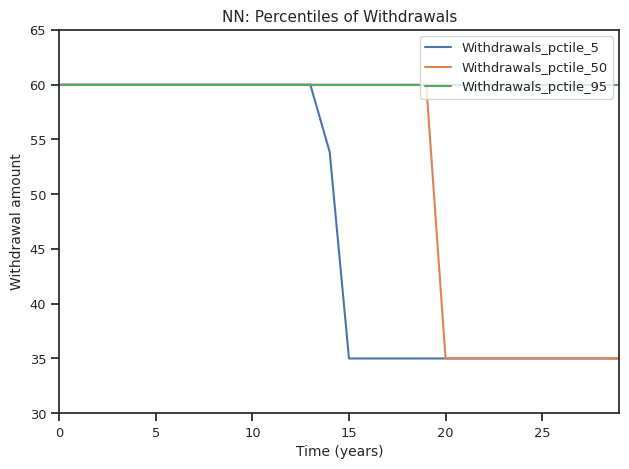 NN: Percentiles of Withdrawals
65
60
55
50
45
40
35
30
Withdrawal amount
Withdrawals_pctile_5
Withdrawals_pctile_50
Withdrawals_pctile_95
0 5 10 15 20 25
Time (years)